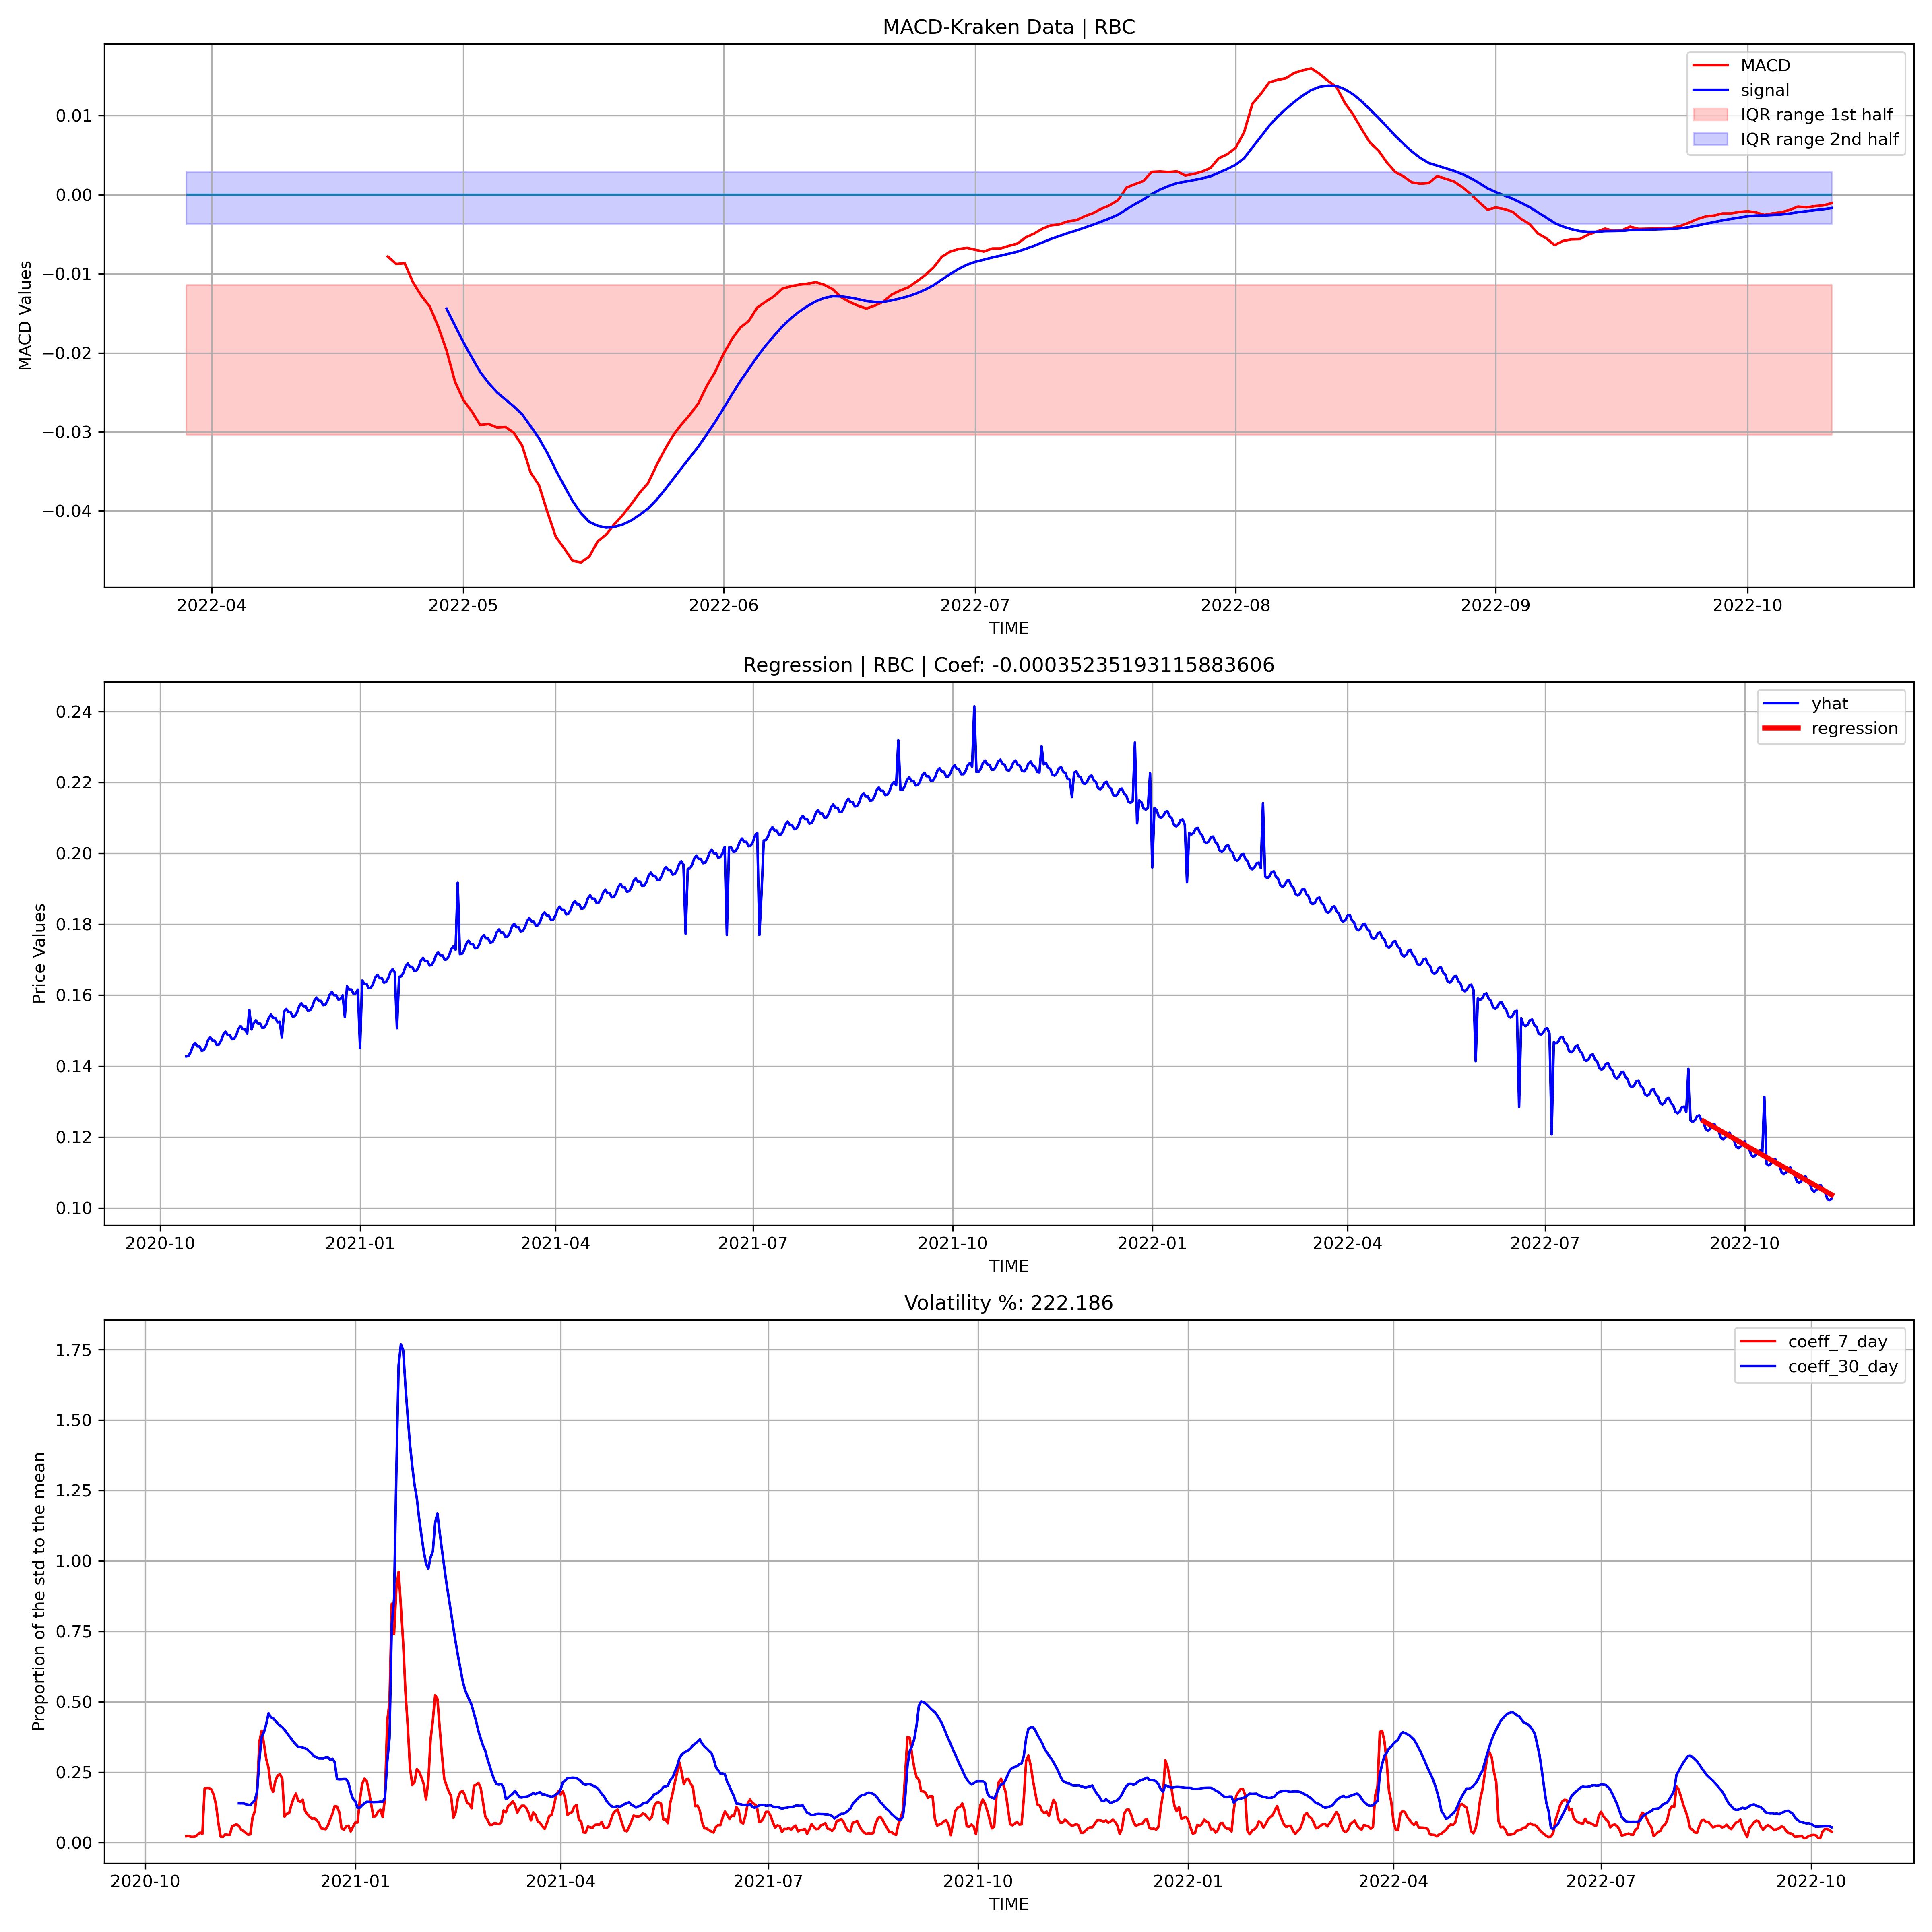 MACD-Kraken Data | RBC
MACD Values
0.01
0.00
−0.01
−0.02
−0.03
−0.04
MACD
signal
IQR range 1st half
IQR range 2nd half
2022-04 2022-05 2022-06 2022-07 2022-08 2022-09 2022-10
TIME
Regression | RBC | Coef: -0.00035235193115883606
Price Values
0.24
0.22
0.20
0.18
0.16
0.14
0.12
0.10
yhat
regression
2020-10 2021-01 2021-04 2021-07 2021-10 2022-01 2022-04 2022-07 2022-10
TIME
Volatility %: 222.186
Proportion of the std to the mean
1.75
1.50
1.25
1.00
0.75
0.50
0.25
0.00
coeff_7_day
coeff_30_day
2020-10 2021-01 2021-04 2021-07 2021-10 2022-01 2022-04 2022-07 2022-10
TIME